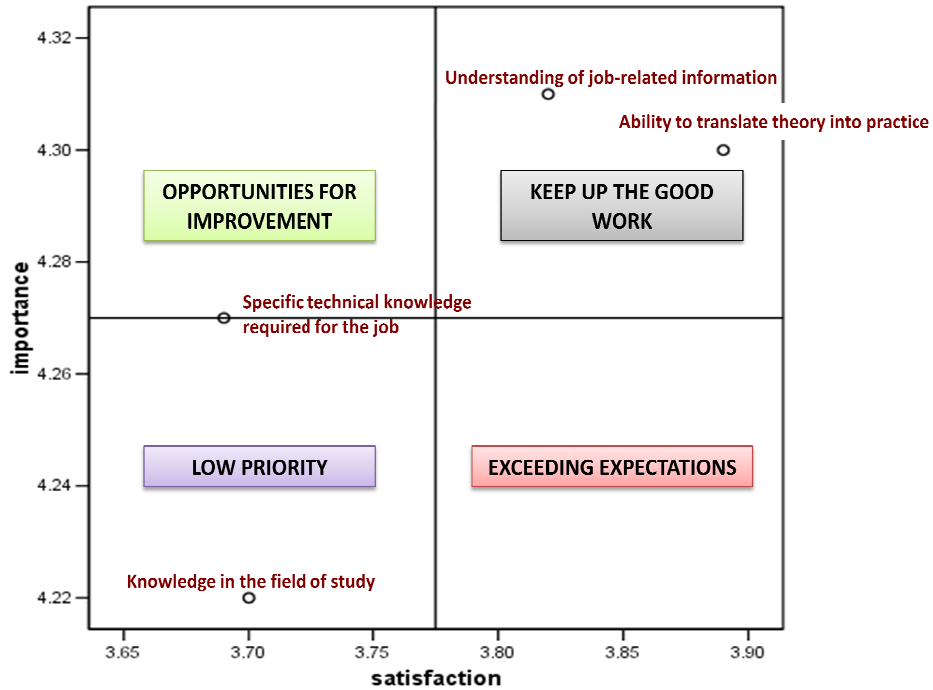 4.32
Understanding of job-related information
Ability to translate theory into practice
4.30
OPPORTUNITIES FOR
IMPROVEMENT
KEEP UP THE GOOD
WORK
4.28
importance
Specific technical knowledge
required for the job
4.26
LOW PRIORITY
EXCEEDING EXPECTATIONS
4.24
Knowledge in the field of study
4.22
3.65 3.70 3.75 3.80 3.85 3.90
satisfaction